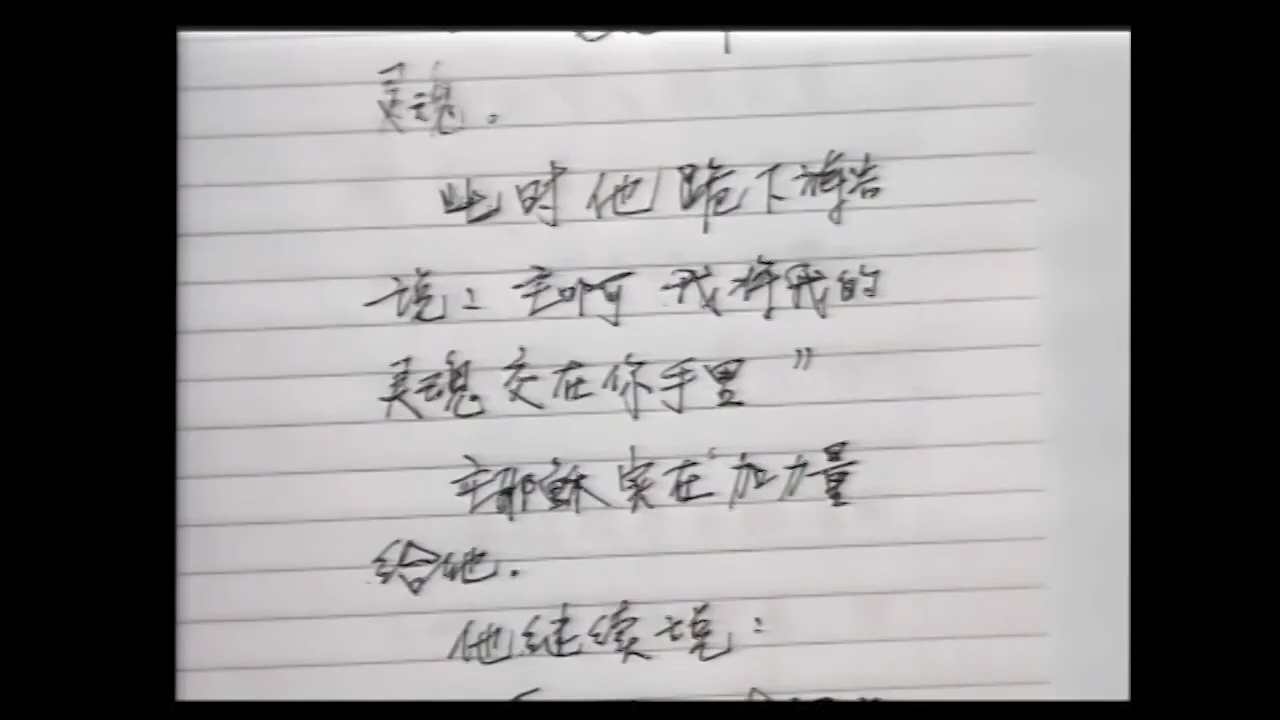 灵魂。
此时他跪下祷告
说：主啊 我将我的
灵魂交在你手里”
主耶稣实在“加力量
给他.
他继续说：